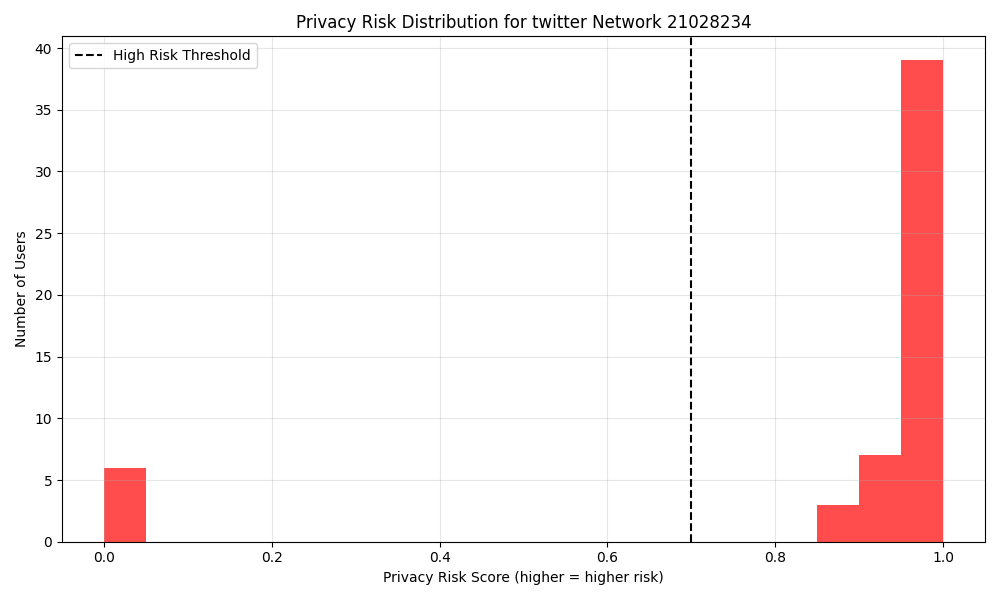 Privacy Risk Distribution for twitter Network 21028234
High Risk Threshold
Number of Users
40
35
30
25
20
15
10
5
0
0.0 0.2 0.4 0.6 0.8 1.0
Privacy Risk Score (higher = higher risk)